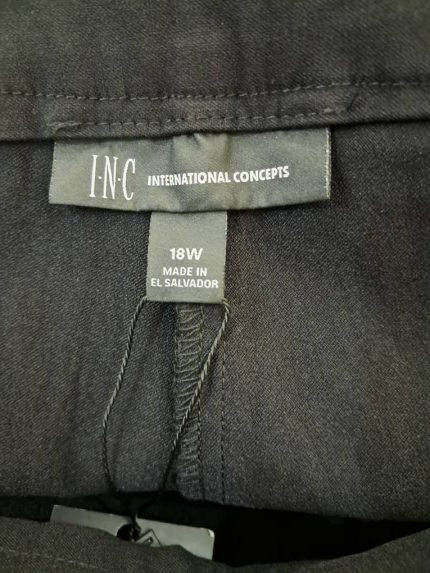 I·N·C INTERNATIONAL CONCEPTS
18W
MADE IN
EL SALVADOR